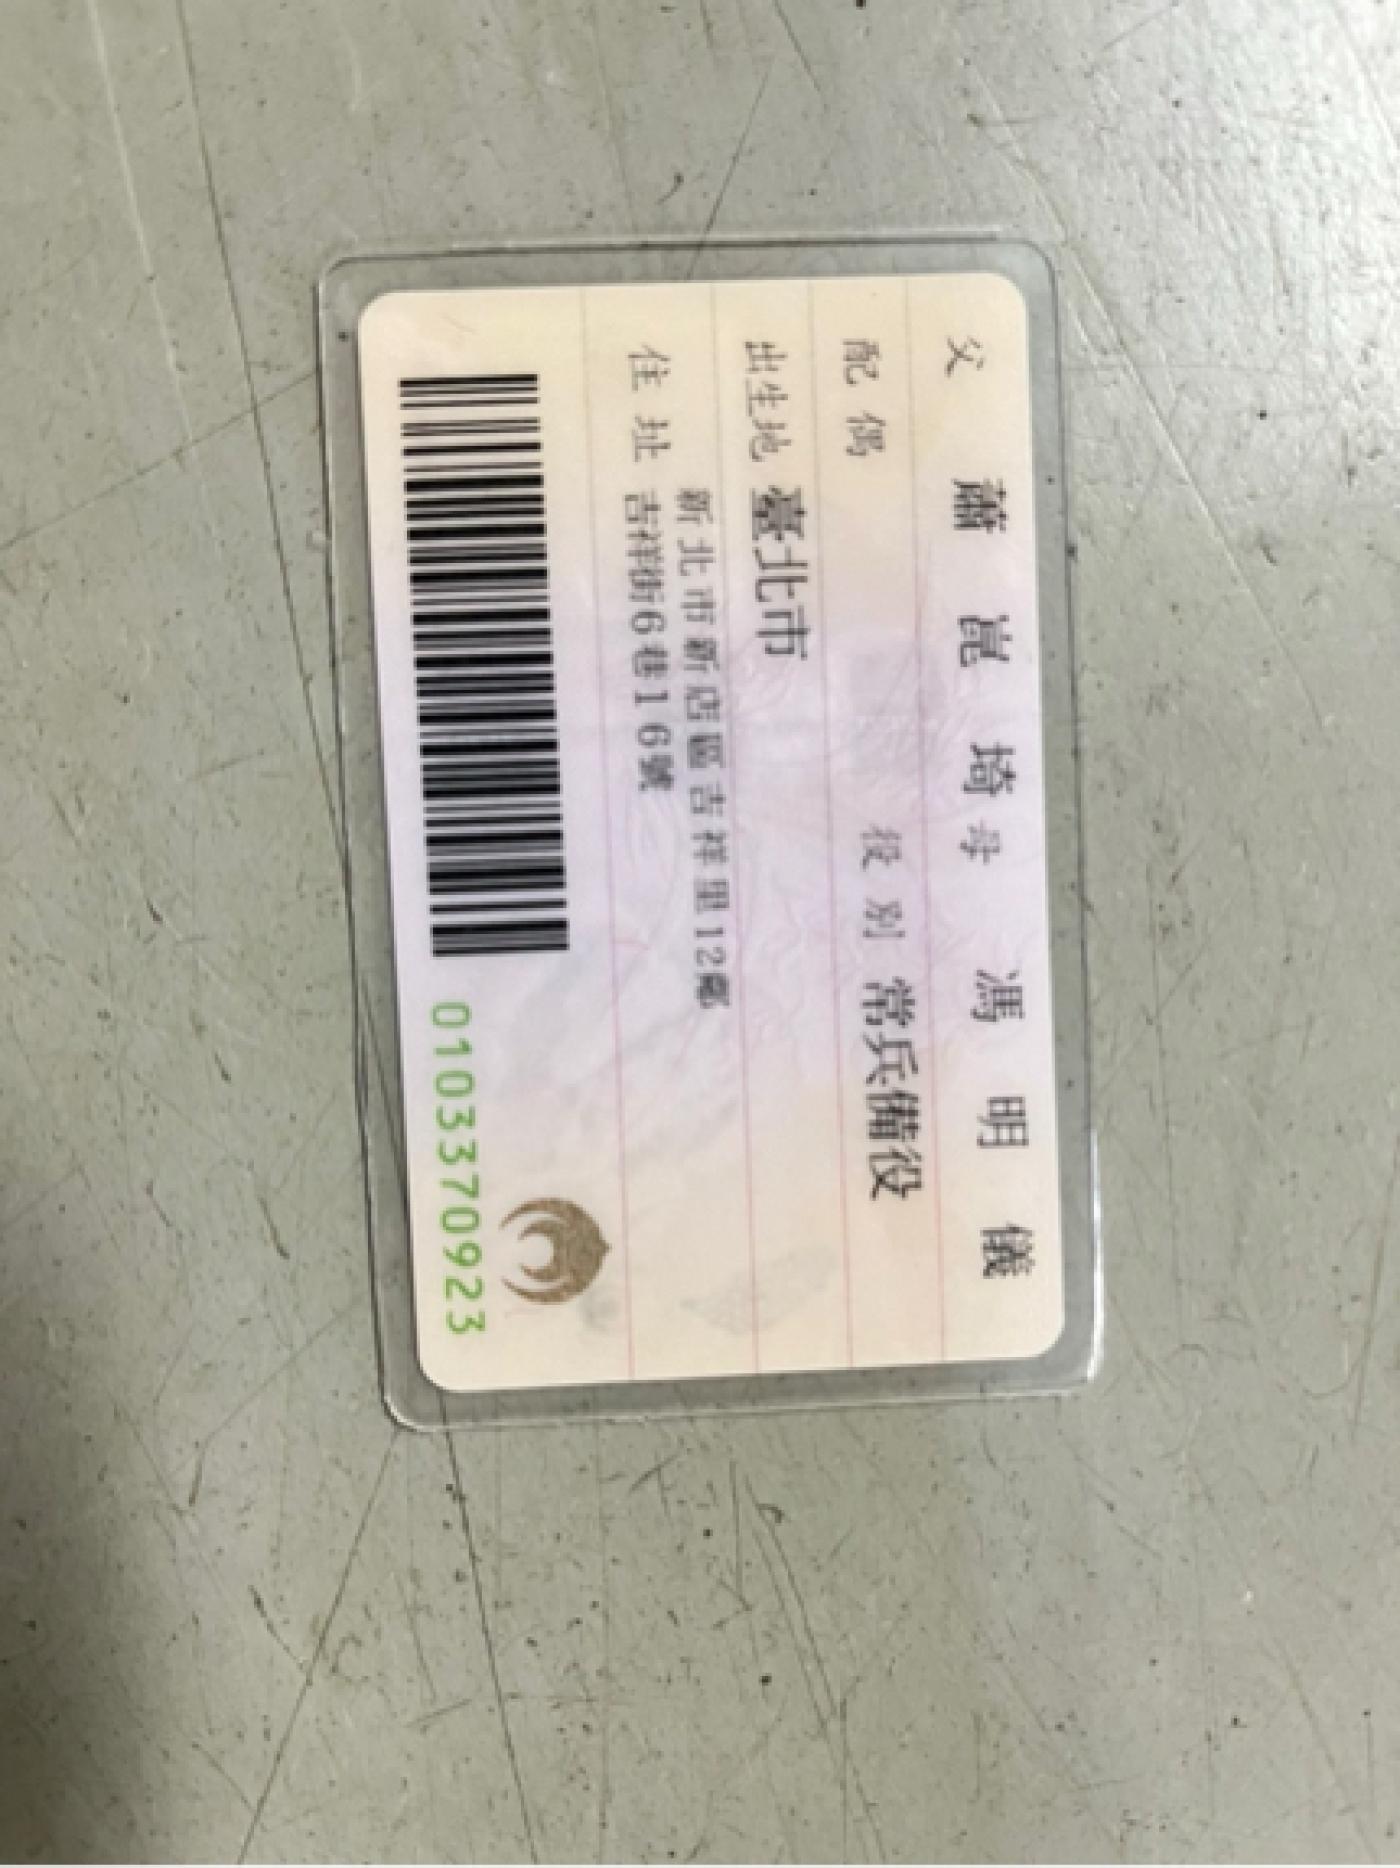 父 蕭崑琦 母 馮明儀
配偶 役別 常兵備役
出生地 臺北市
住址 新北市新店區吉祥里12鄰
吉祥街6巷16號
0103370923